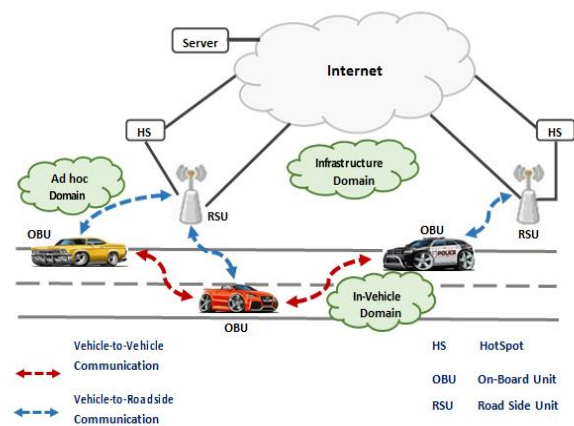 Server
Internet
HS
HS
Ad hoc
Domain
Infrastructure
Domain
RSU
RSU
OBU
OBU
POLICE
In-Vehicle
Domain
OBU
Vehicle-to-Vehicle
Communication
Vehicle-to-Roadside
Communication
HS HotSpot
OBU On-Board Unit
RSU Road Side Unit